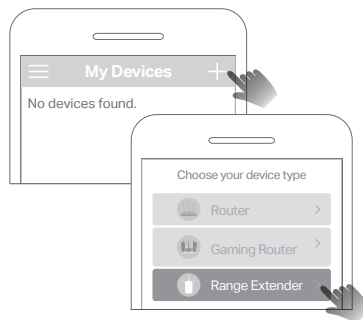 My Devices
No devices found.
Choose your device type
Router
Gaming Router
Range Extender